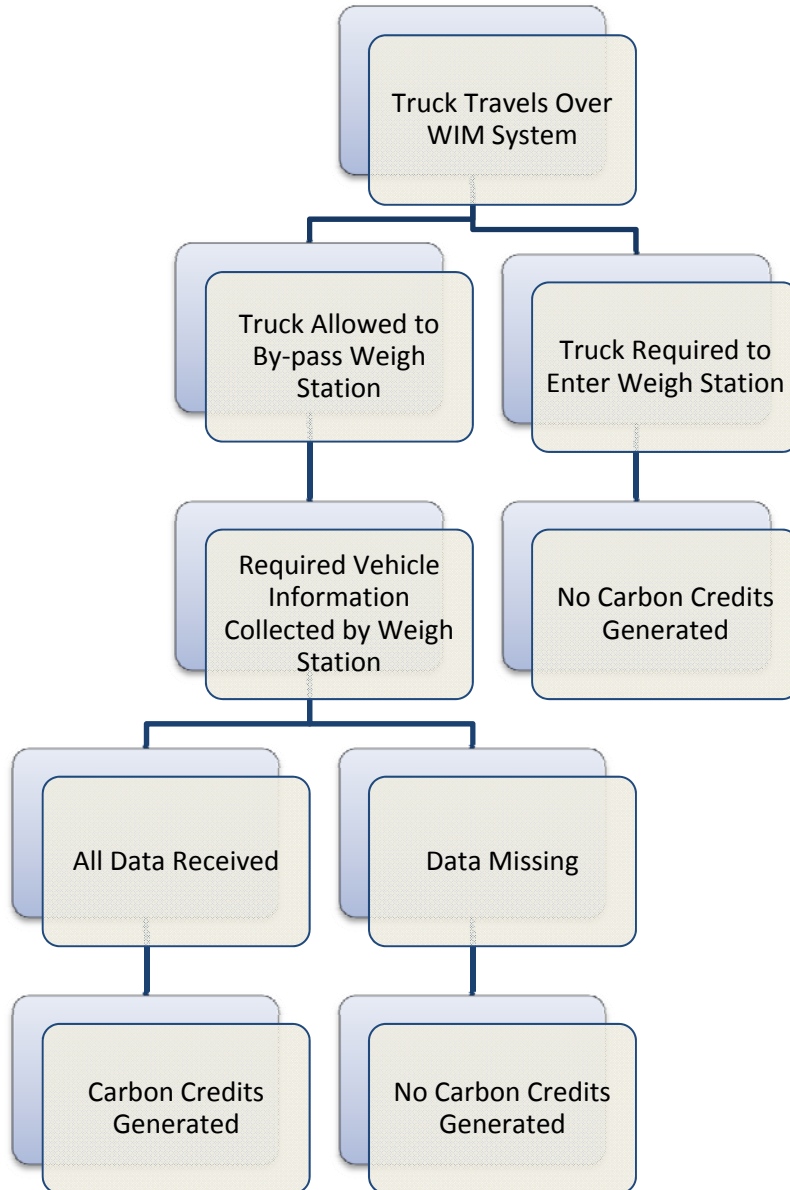 Truck Travels Over
WIM System
Truck Allowed to
By-pass Weigh
Station
Truck Required to
Enter Weigh Station
Required Vehicle
Information
Collected by Weigh
Station
No Carbon Credits
Generated
All Data Received
Data Missing
Carbon Credits
Generated
No Carbon Credits
Generated